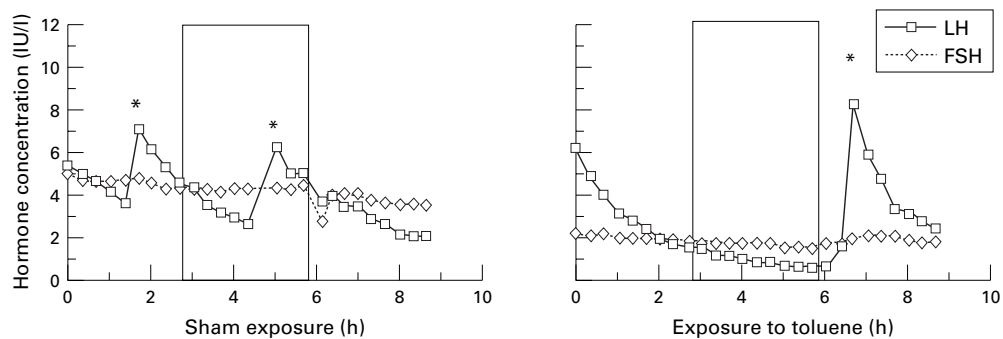 Hormone concentration (IU/l)
12
10
8
6
4
2
0
*
*
0 2 4 6 8 10
Sham exposure (h)
*
LH
FSH
0 2 4 6 8 10
Exposure to toluene (h)